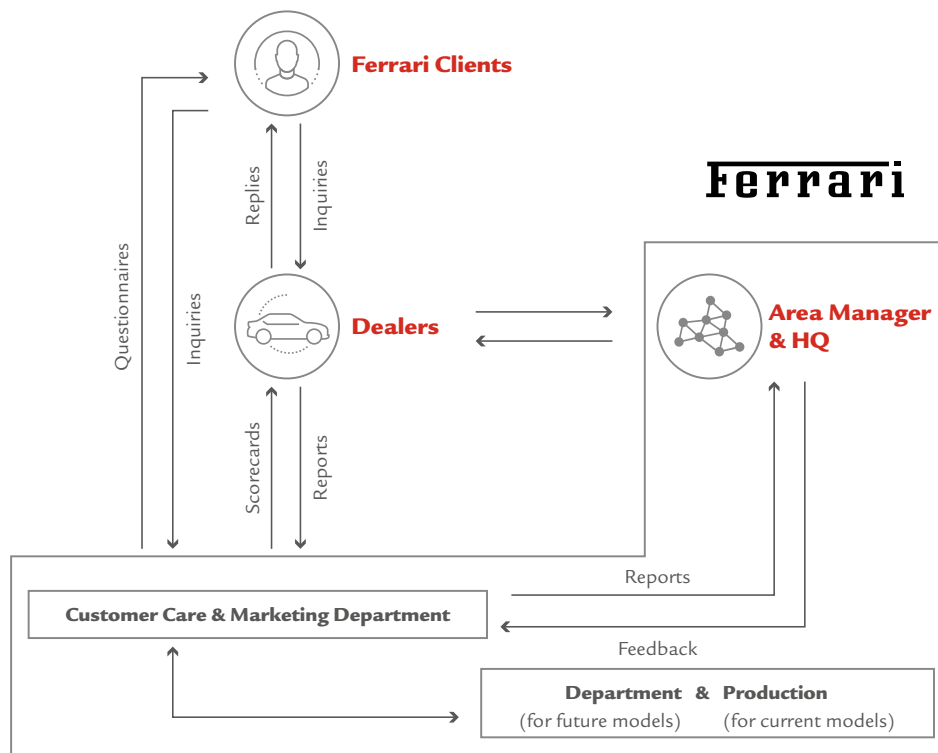 Ferrari Clients
Replies
Inquiries
Ferrari
Questionnaires
Inquiries
Dealers
Area Manager
& HQ
Scorecards
Reports
Reports
Customer Care & Marketing Department
Feedback
Department & Production
(for future models) (for current models)